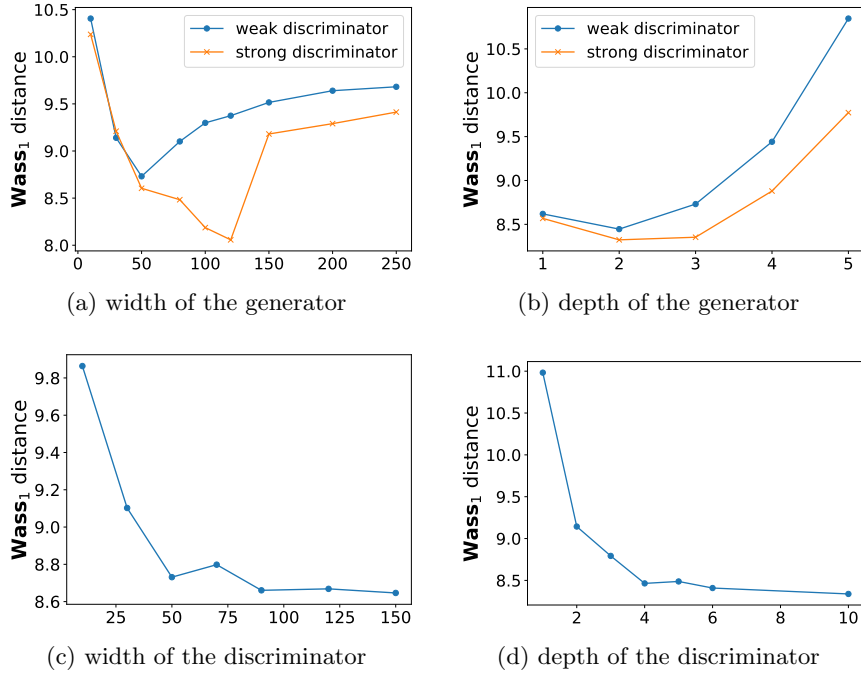 10.5
10.0
9.5
9.0
8.5
8.0
Wass1 distance
weak discriminator
strong discriminator
0 50 100 150 200 250
(a) width of the generator
10.5
10.0
9.5
9.0
8.5
Wass1 distance
weak discriminator
strong discriminator
1 2 3 4 5
(b) depth of the generator
9.8
9.6
9.4
9.2
9.0
8.8
8.6
Wass1 distance
25 50 75 100 125 150
(c) width of the discriminator
11.0
10.5
10.0
9.5
9.0
8.5
Wass1 distance
2 4 6 8 10
(d) depth of the discriminator